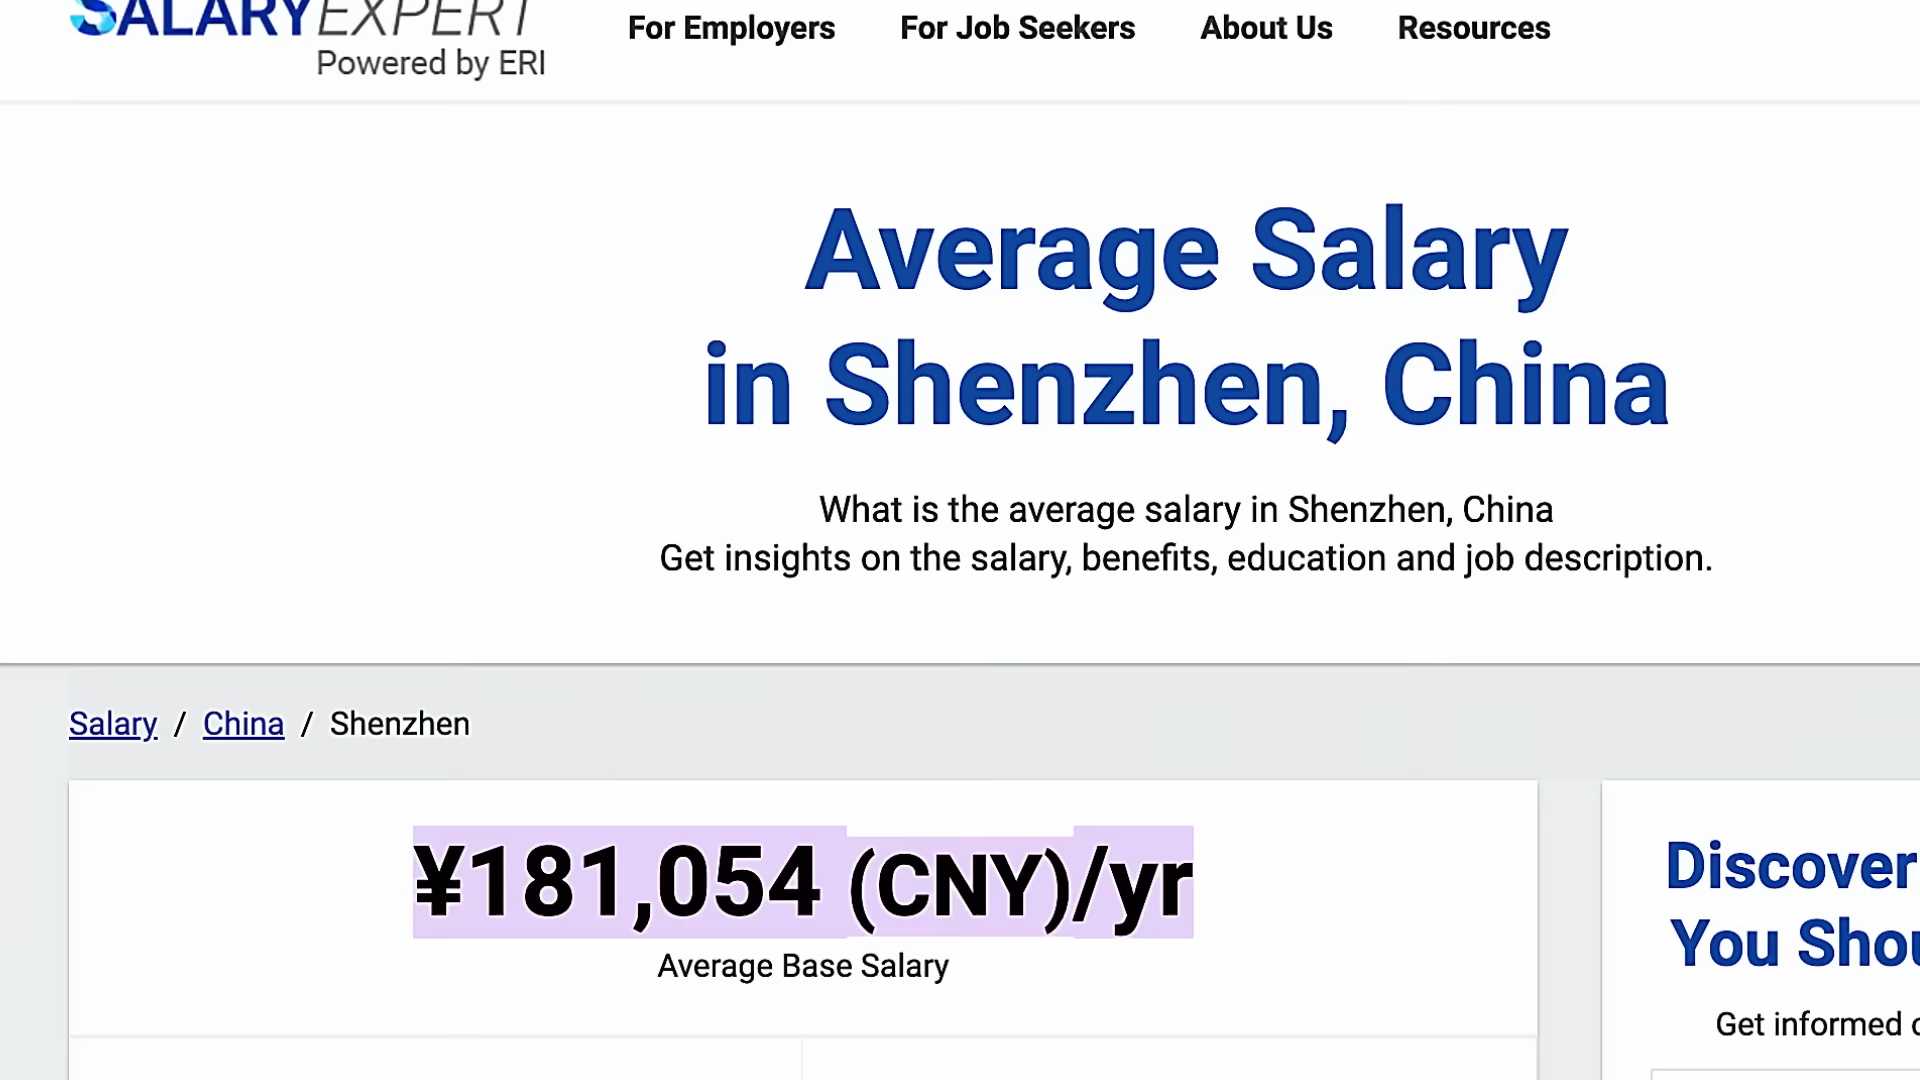 SALARYEXPERT
Powered by ERI
For Employers
For Job Seekers
About Us
Resources
Average Salary
in Shenzhen, China
What is the average salary in Shenzhen, China
Get insights on the salary, benefits, education and job description.
Salary / China / Shenzhen
¥181,054 (CNY)/yr
Average Base Salary
Discover
You Shou
Get informed